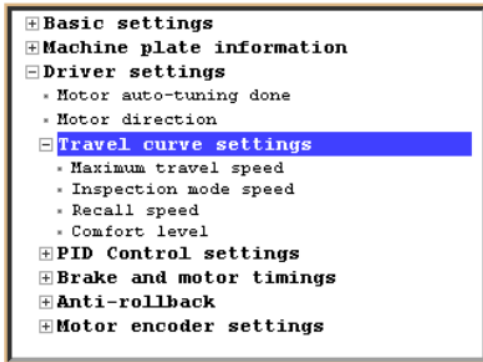 Basic settings
Machine plate information
Driver settings
Motor auto-tuning done
Motor direction
Travel curve settings
Maximum travel speed
Inspection mode speed
Recall speed
Comfort level
PID Control settings
Brake and motor timings
Anti-rollback
Motor encoder settings